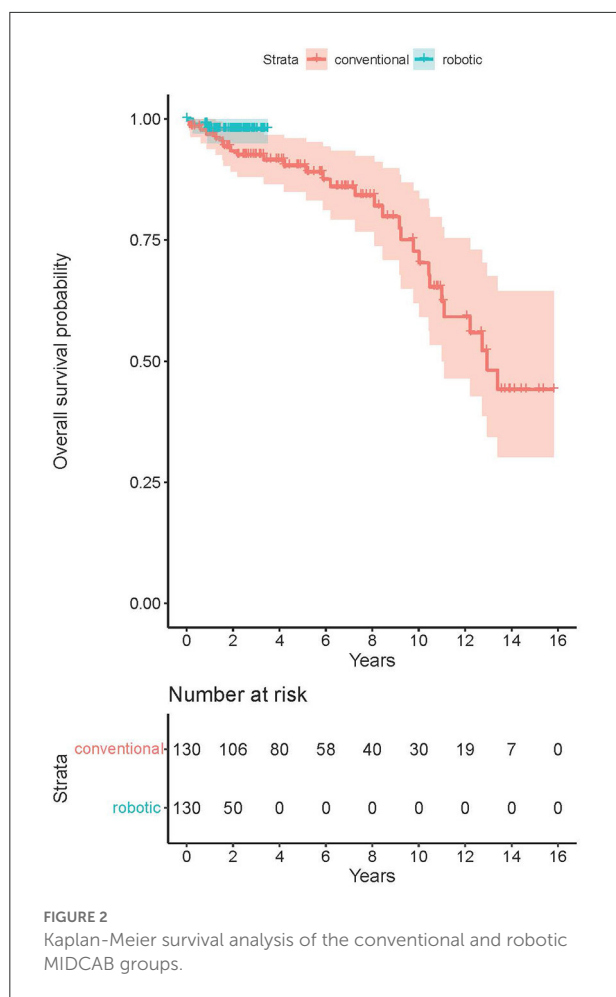 Strata conventional robotic
1.00
0.75
0.50
0.25
0.00
Overall survival probability
0 2 4 6 8 10 12 14 16
Years
Number at risk
Strata
conventional 130 106 80 58 40 30 19 7 0
robotic 130 50 0 0 0 0 0 0 0
0 2 4 6 8 10 12 14 16
Years
FIGURE 2
Kaplan-Meier survival analysis of the conventional and robotic
MIDCAB groups.